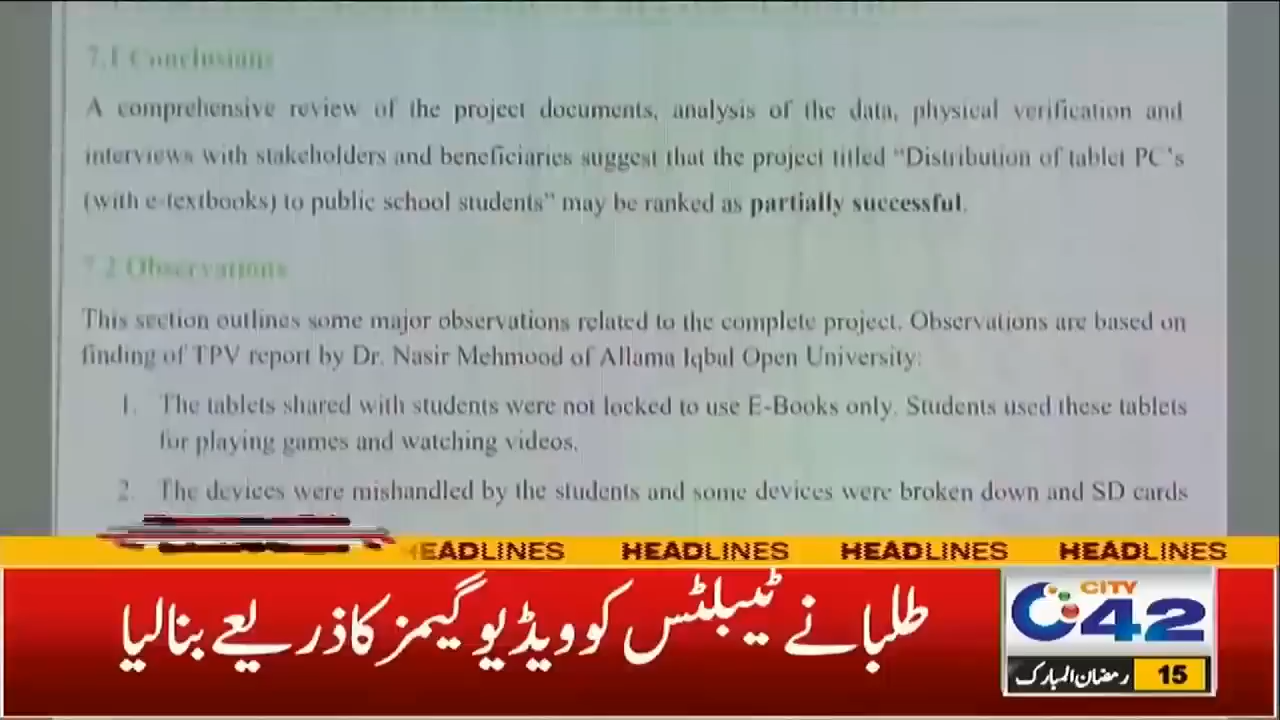 7.1 Conclusions
A comprehensive review of the project documents, analysis of the data, physical verification and
interviews with stakeholders and beneficiaries suggest that the project titled “Distribution of tablet PC’s
(with e-textbooks) to public school students” may be ranked as partially successful.
7.2 Observations
This section outlines some major observations related to the complete project. Observations are based on
finding of TPV report by Dr. Nasir Mehmood of Allama Iqbal Open University:
1. The tablets shared with students were not locked to use E-Books only. Students used these tablets
for playing games and watching videos.
2. The devices were mishandled by the students and some devices were broken down and SD cards
HEADLINES HEADLINES HEADLINES HEADLINES
طلبا نے ٹیبلٹس کو ویڈیو گیمز کا ذریعے بنالیا
CITY
42
15 رمضان المبارک